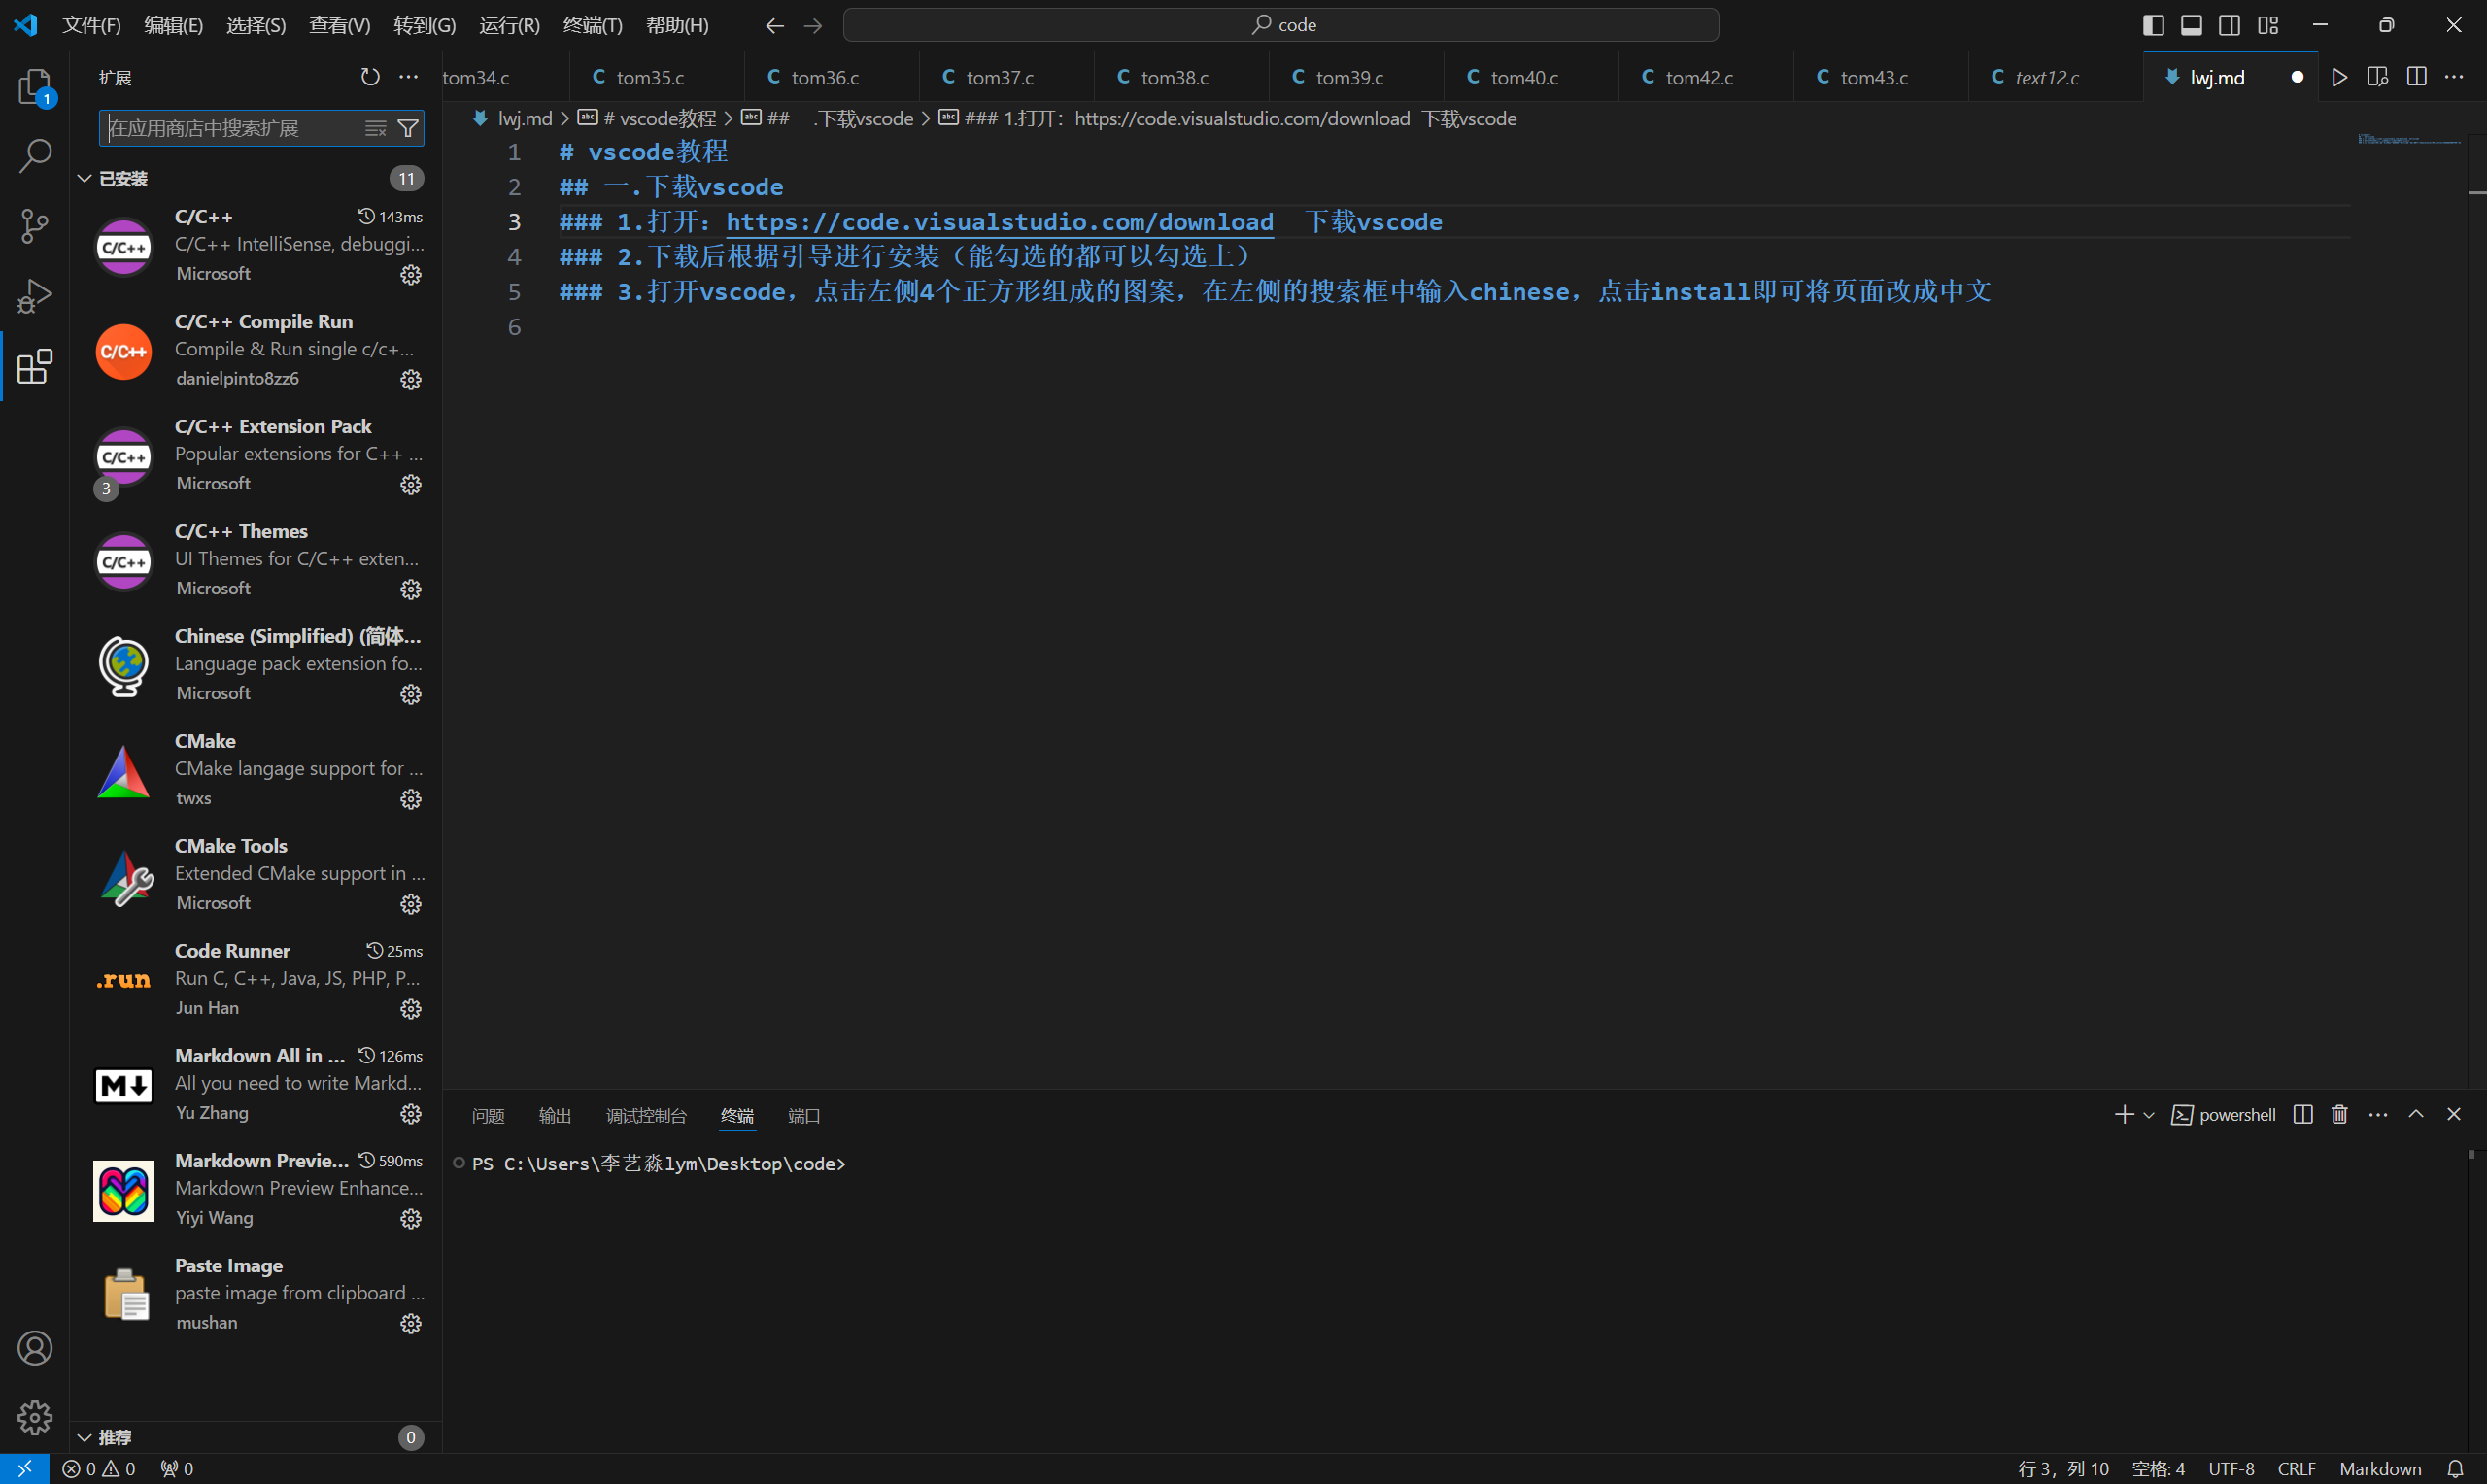 文件(F) 编辑(E) 选择(S) 查看(V) 转到(G) 运行(R) 终端(T) 帮助(H) code
扩展
在应用商店中搜索扩展
已安装 11
C/C++ 143ms
C/C++ IntelliSense, debuggi...
Microsoft
C/C++ Compile Run
Compile & Run single c/c+...
danielpinto8zz6
C/C++ Extension Pack
Popular extensions for C++ ...
Microsoft
3
C/C++ Themes
UI Themes for C/C++ exten...
Microsoft
Chinese (Simplified) (简体...
Language pack extension fo...
Microsoft
CMake
CMake langage support for ...
twxs
CMake Tools
Extended CMake support in ...
Microsoft
Code Runner 25ms
Run C, C++, Java, JS, PHP, P...
Jun Han
Markdown All in ... 126ms
All you need to write Markd...
Yu Zhang
Markdown Previe... 590ms
Markdown Preview Enhance...
Yiyi Wang
Paste Image
paste image from clipboard ...
mushan
推荐 0
1
C/C++
C/C++
C/C++
C/C++
.run
M
tom34.c C tom35.c C tom36.c C tom37.c C tom38.c C tom39.c C tom40.c C tom42.c C tom43.c C text12.c lwj.md
lwj.md > # vscode教程 > ## 一.下载vscode > ### 1.打开：https://code.visualstudio.com/download 下载vscode
1 # vscode教程
2 ## 一.下载vscode
3 ### 1.打开：https://code.visualstudio.com/download 下载vscode
4 ### 2.下载后根据引导进行安装（能勾选的都可以勾选上）
5 ### 3.打开vscode，点击左侧4个正方形组成的图案，在左侧的搜索框中输入chinese，点击install即可将页面改成中文
6
问题 输出 调试控制台 终端 端口 powershell
PS C:\Users\李艺淼lym\Desktop\code>
0 0 0 行 3，列 10 空格: 4 UTF-8 CRLF Markdown